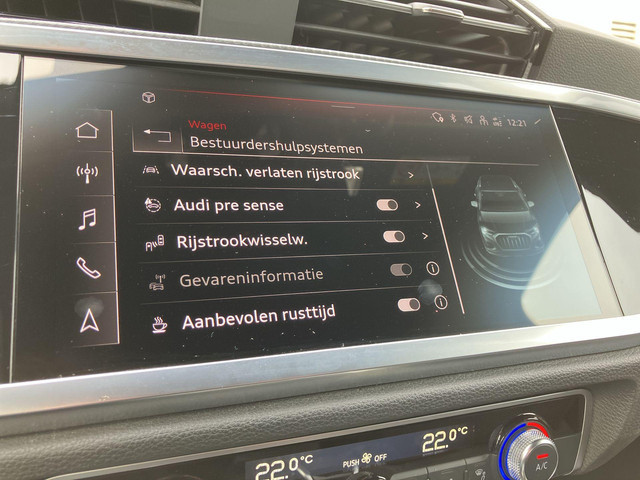 12:21
Wagen
Bestuurdershulpsystemen
Waarsch. verlaten rijstrook
Audi pre sense
Rijstrookwisselw.
Gevareninformatie
Aanbevolen rusttijd
22.0°C
PUSH OFF
22.0°C
A/C